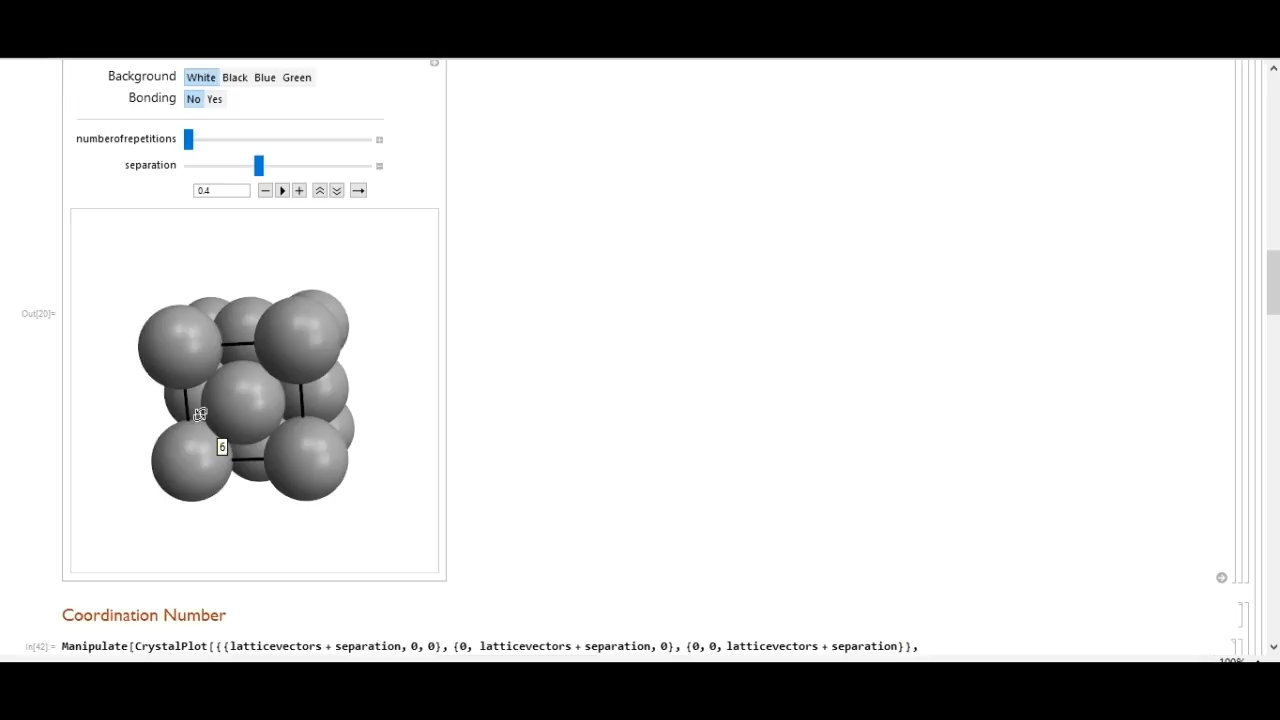 Background White Black Blue Green
Bonding No Yes
numberofrepetitions
separation
0.4
Out[20]=
6
Coordination Number
In[42]:= Manipulate[CrystalPlot[{{latticevectors + separation, 0, 0}, {0, latticevectors + separation, 0}, {0, 0, latticevectors + separation}},
100%